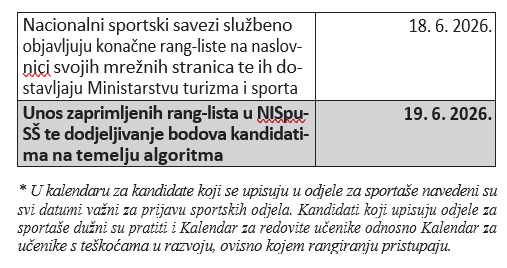 Nacionalni sportski savezi službeno
18. 6. 2026.
objavljuju konačne rang-liste na naslov-
nici svojih mrežnih stranica te ih do-
stavljaju Ministarstvu turizma i sporta
Unos zaprimljenih rang-lista u NISpu-
19. 6. 2026.
SŠ te dodjeljivanje bodova kandidati-
ma na temelju algoritma
* U kalendaru za kandidate koji se upisuju u odjele za sportaše navedeni su
svi datumi važni za prijavu sportskih odjela. Kandidati koji upisuju odjele za
sportaše dužni su pratiti i Kalendar za redovite učenike odnosno Kalendar za
učenike s teškoćama u razvoju, ovisno kojem rangiranju pristupaju.